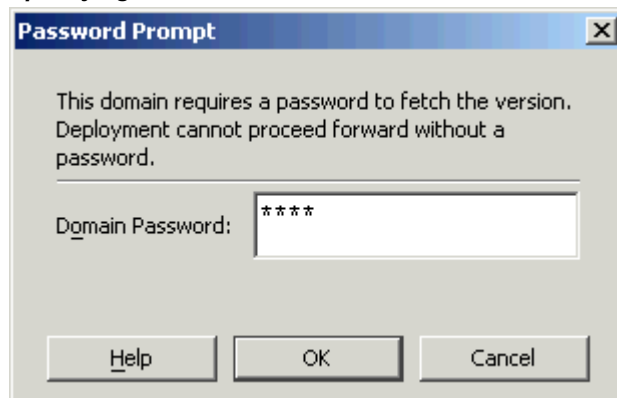 Password Prompt
This domain requires a password to fetch the version.
Deployment cannot proceed forward without a
password.
Domain Password: ****
Help OK Cancel